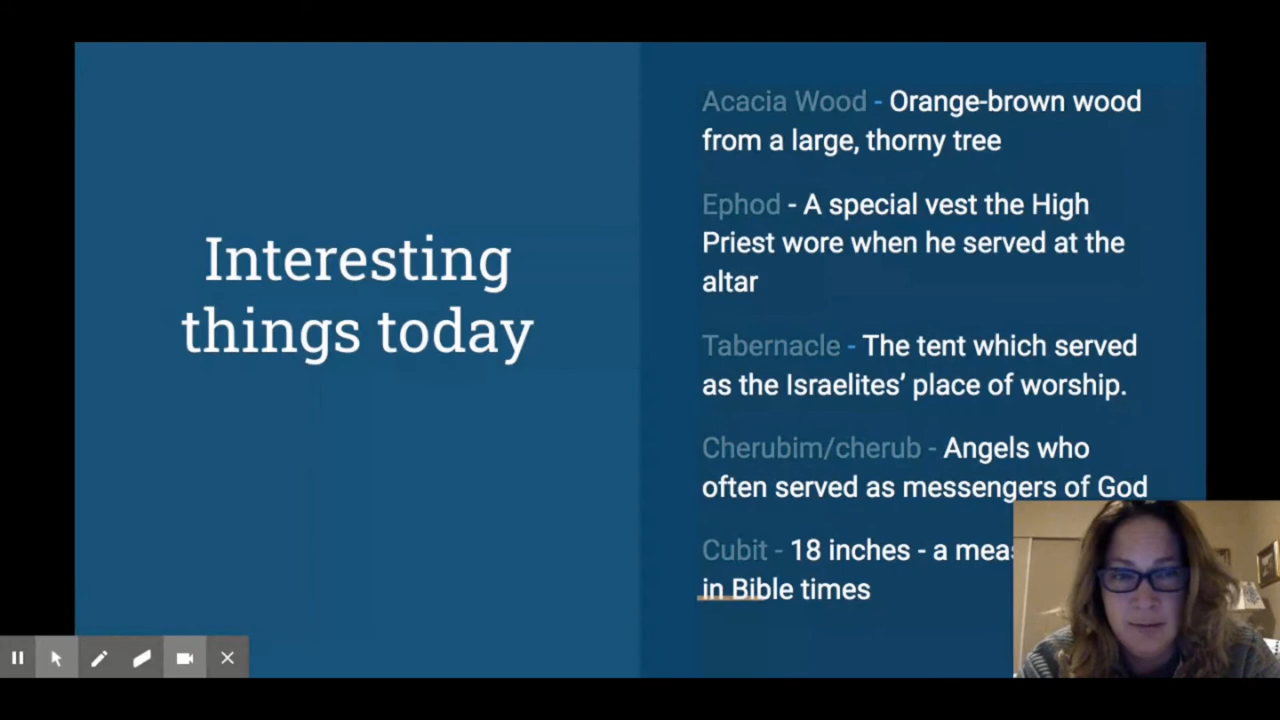 Interesting
things today
Acacia Wood - Orange-brown wood
from a large, thorny tree
Ephod - A special vest the High
Priest wore when he served at the
altar
Tabernacle - The tent which served
as the Israelites’ place of worship.
Cherubim/cherub - Angels who
often served as messengers of God
Cubit - 18 inches - a
in Bible times